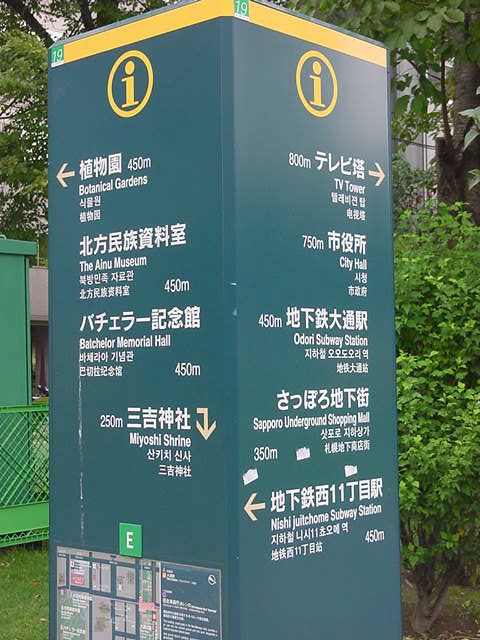 19
19
植物園 450m
Botanical Gardens
식물원
植物园
北方民族資料室
The Ainu Museum
북방민족 자료관
北方民族资料室
450m
バチェラー記念館
Batchelor Memorial Hall
바체라아 기념관
巴切拉纪念馆
450m
250m 三吉神社
Miyoshi Shrine
산키치 신사
三吉神社
E
800m テレビ塔
TV Tower
텔레비젼 탑
电视塔
750m 市役所
City Hall
시청
市政府
450m 地下鉄大通駅
Odori Subway Station
지하철 오오도오리 역
地铁大通站
さっぽろ地下街
Sapporo Underground Shopping Mall
삿포로 지하상가
札幌地下商店街
350m
地下鉄西11丁目駅
Nishi juitchome Subway Station
지하철 니시11쵸오메 역
地铁西11丁目站
450m